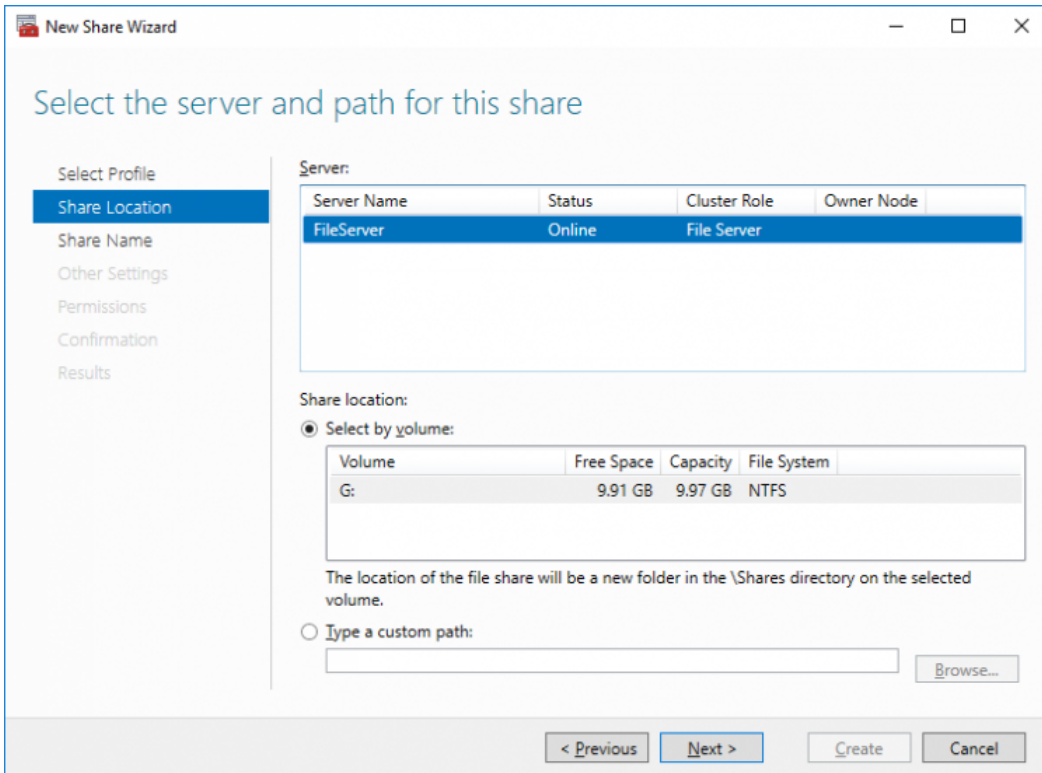 New Share Wizard
Select the server and path for this share
Select Profile
Share Location
Share Name
Other Settings
Permissions
Confirmation
Results
Server:
Server Name Status Cluster Role Owner Node
FileServer Online File Server
Share location:
Select by volume:
Volume Free Space Capacity File System
G: 9.91 GB 9.97 GB NTFS
The location of the file share will be a new folder in the \Shares directory on the selected
volume.
Type a custom path:
Browse...
< Previous Next > Create Cancel